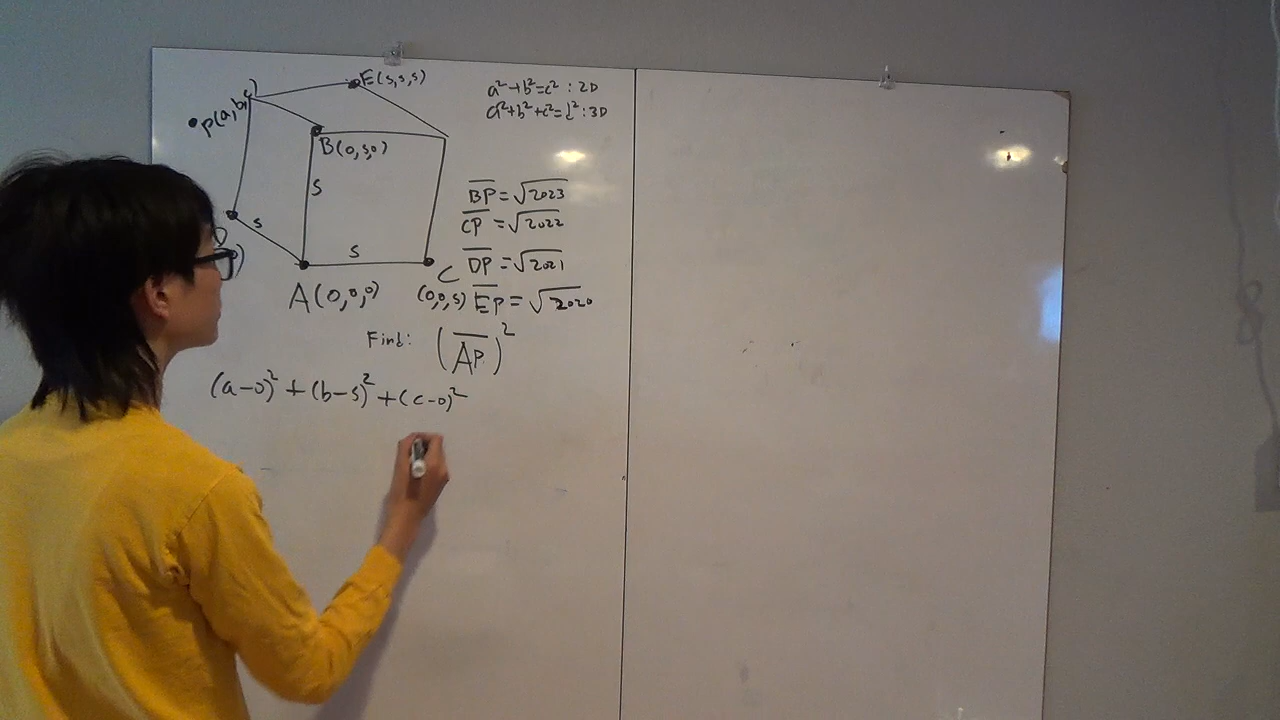 E(s,s,s)
a²+b²=c² : 2D
a²+b²+c²=l² : 3D
P(a,b,c)
B(0,s,0)
s
BP = √2023
CP = √2022
s
s
D
)
DP = √2021
C
A(0,0,0)
(0,0,s)
EP = √2020
Find: (AP)²
(a-0)² + (b-s)² + (c-0)²